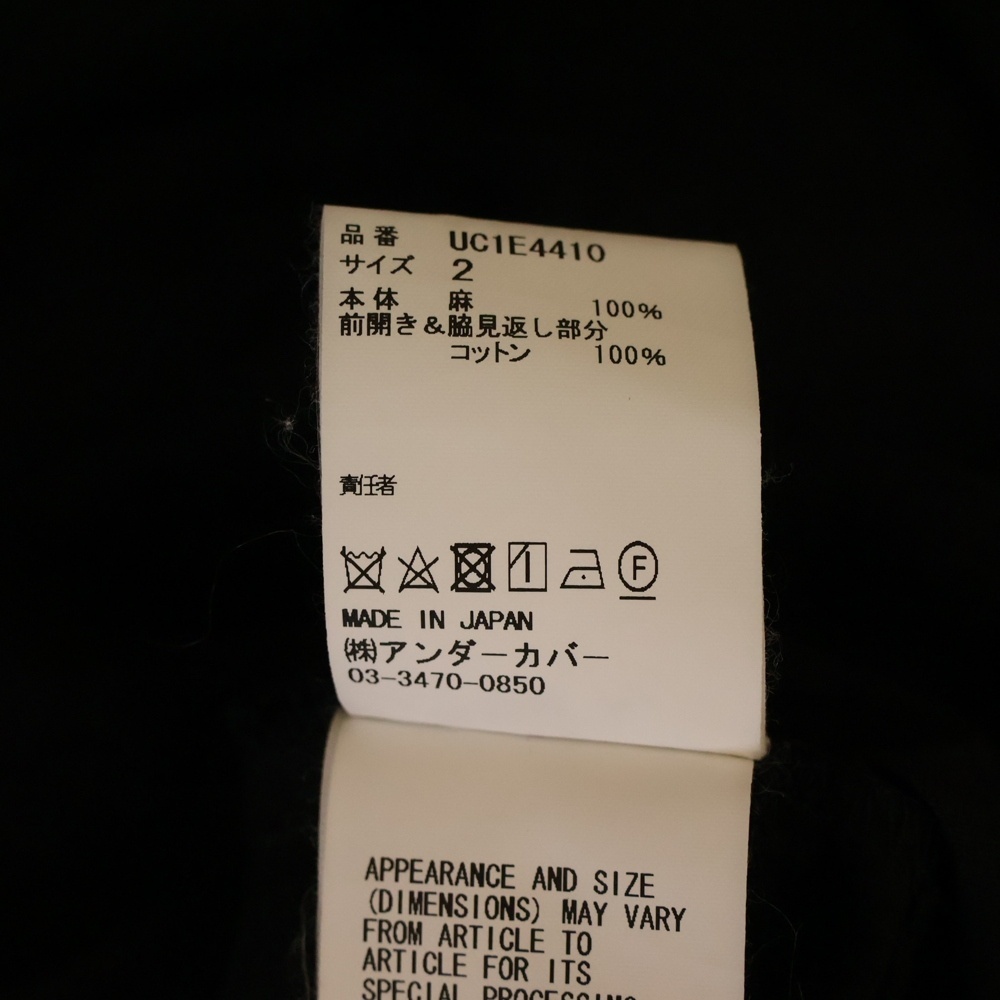 品番 UC1E4410
サイズ 2
本体 麻 100%
前開き&脇見返し部分
コットン 100%
責任者
F
MADE IN JAPAN
㈱アンダーカバー
03-3470-0850
APPEARANCE AND SIZE
(DIMENSIONS) MAY VARY
FROM ARTICLE TO
ARTICLE FOR ITS
SPECIAL PROCESSING